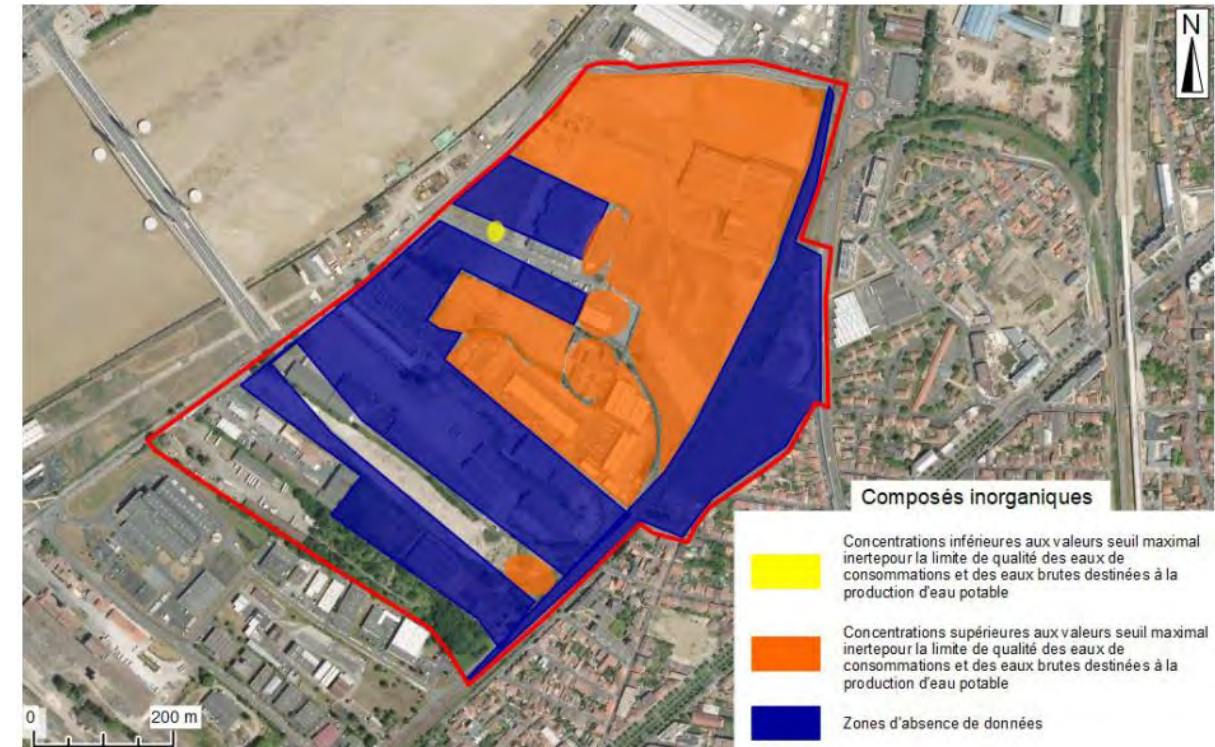 N
Composés inorganiques
Concentrations inférieures aux valeurs seuil maximal
inertepour la limite de qualité des eaux de
consommations et des eaux brutes destinées à la
production d'eau potable
Concentrations supérieures aux valeurs seuil maximal
inertepour la limite de qualité des eaux de
consommations et des eaux brutes destinées à la
production d'eau potable
Zones d'absence de données
0 200 m